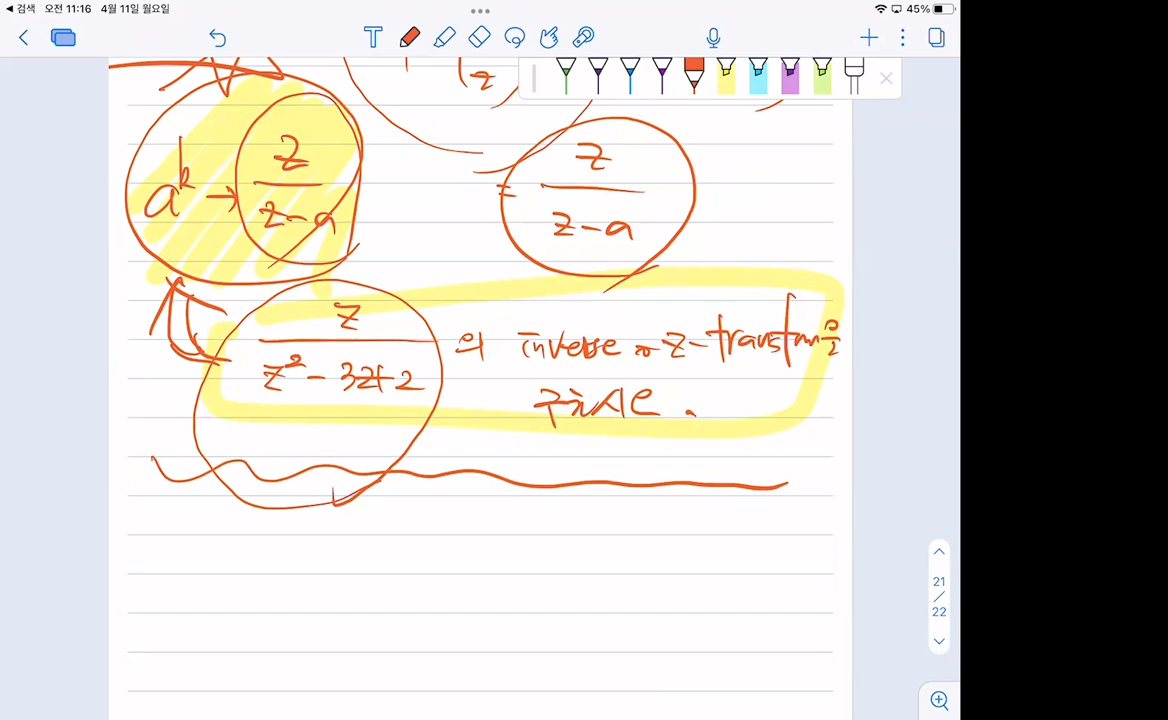 ◀ 검색 오전 11:16 4월 11일 월요일 45%
T
a^k → z/(z-a)
= z/(z-a)
z/(z²-3z+2) 의 inverse z-transform을
구하시오.
21
/
22